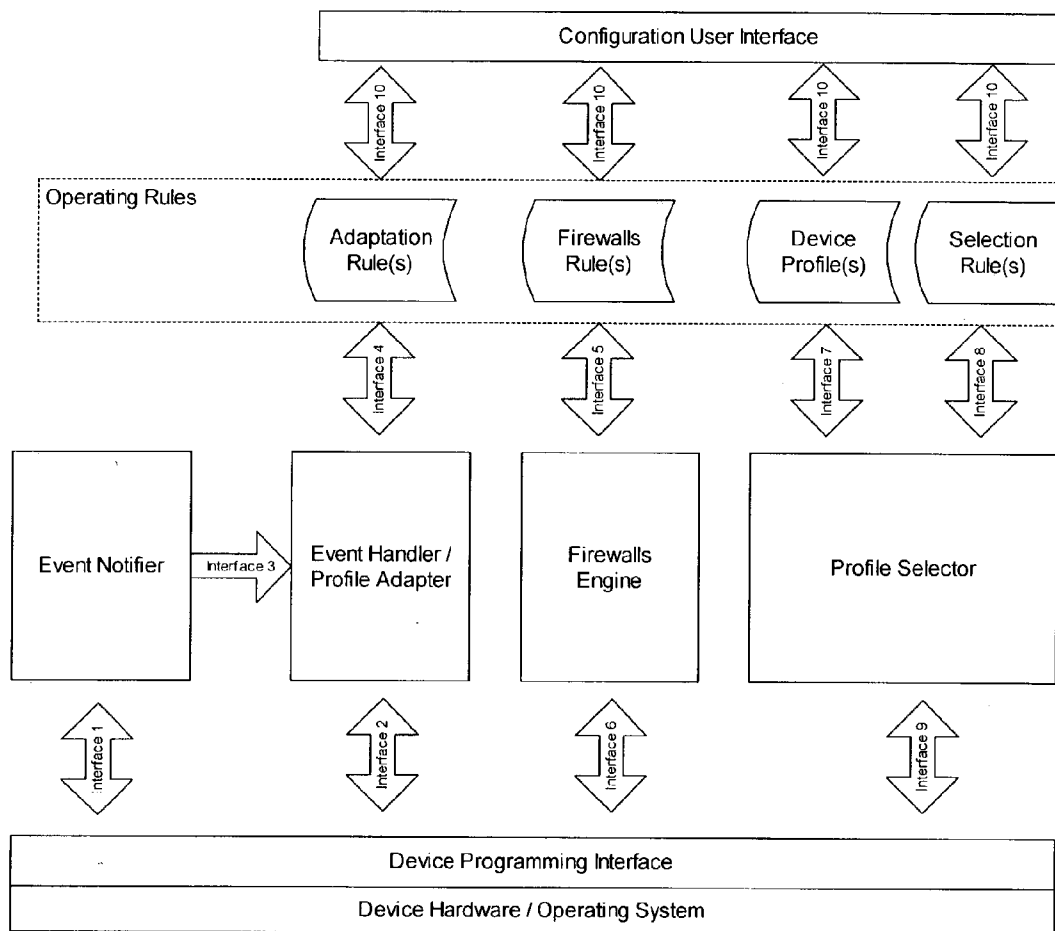 Configuration User Interface
Interface 10
Interface 10
Interface 10
Interface 10
Operating Rules
Adaptation
Rule(s)
Firewalls
Rule(s)
Device
Profile(s)
Selection
Rule(s)
Interface 4
Interface 5
Interface 7
Interface 8
Event Notifier
Interface 3
Event Handler /
Profile Adapter
Firewalls
Engine
Profile Selector
Interface 1
Interface 2
Interface 6
Interface 9
Device Programming Interface
Device Hardware / Operating System